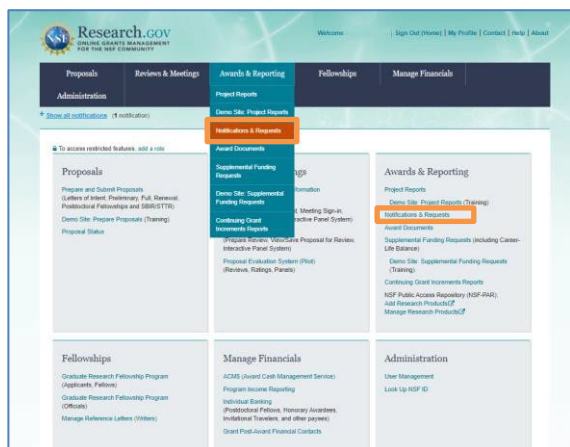 NSF
Research.GOV
ONLINE GRANTS MANAGEMENT
FOR THE NSF COMMUNITY
Welcome
Sign Out (Home) | My Profile | Contact | Help | About
Proposals
Reviews & Meetings
Awards & Reporting
Fellowships
Manage Financials
Administration
Project Reports
Demo Site: Project Reports
Notifications & Requests
Award Documents
Supplemental Funding
Requests
Demo Site: Supplemental
Funding Requests
Continuing Grant
Increments Reports
Show all notifications (1 notification)
To access restricted features, add a role
Proposals
Prepare and Submit Proposals
(Letters of Intent, Preliminary, Full, Renewal,
Postdoctoral Fellowships and SBIR/STTR)
Demo Site: Prepare Proposals (Training)
Proposal Status
Meeting Sign-in,
Panel System)
(Prepare Review, View/Save Proposal for Review,
Interactive Panel System)
Proposal Evaluation System (Pilot)
(Reviews, Ratings, Panels)
Awards & Reporting
Project Reports
Demo Site: Project Reports (Training)
Notifications & Requests
Award Documents
Supplemental Funding Requests (including Career-
Life Balance)
Demo Site: Supplemental Funding Requests
(Training)
Continuing Grant Increments Reports
NSF Public Access Repository (NSF-PAR):
Add Research Products
Manage Research Products
Fellowships
Graduate Research Fellowship Program
(Applicants, Fellows)
Graduate Research Fellowship Program
(Officials)
Manage Reference Letters (Writers)
Manage Financials
ACM$ (Award Cash Management $ervice)
Program Income Reporting
Individual Banking
(Postdoctoral Fellows, Honorary Awardees,
Invitational Travelers, and other payees)
Grant Post-Award Financial Contacts
Administration
User Management
Look Up NSF ID